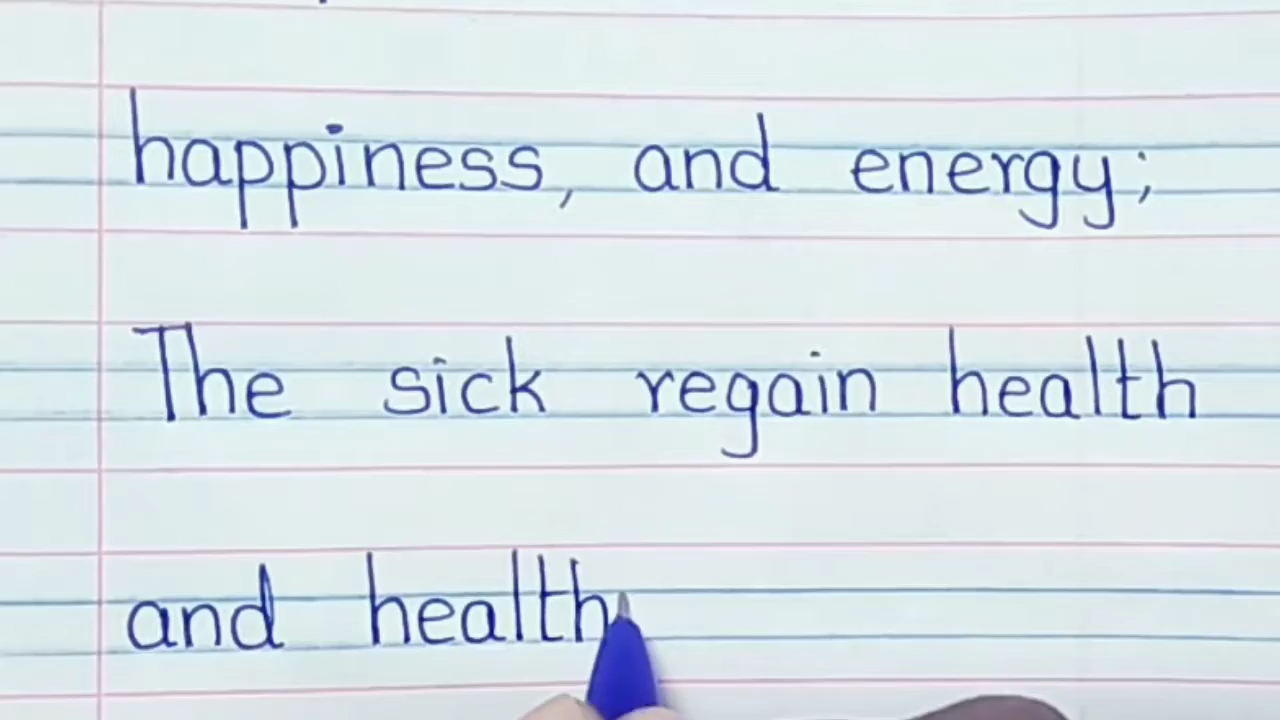 happiness, and energy;
The sick regain health
and health